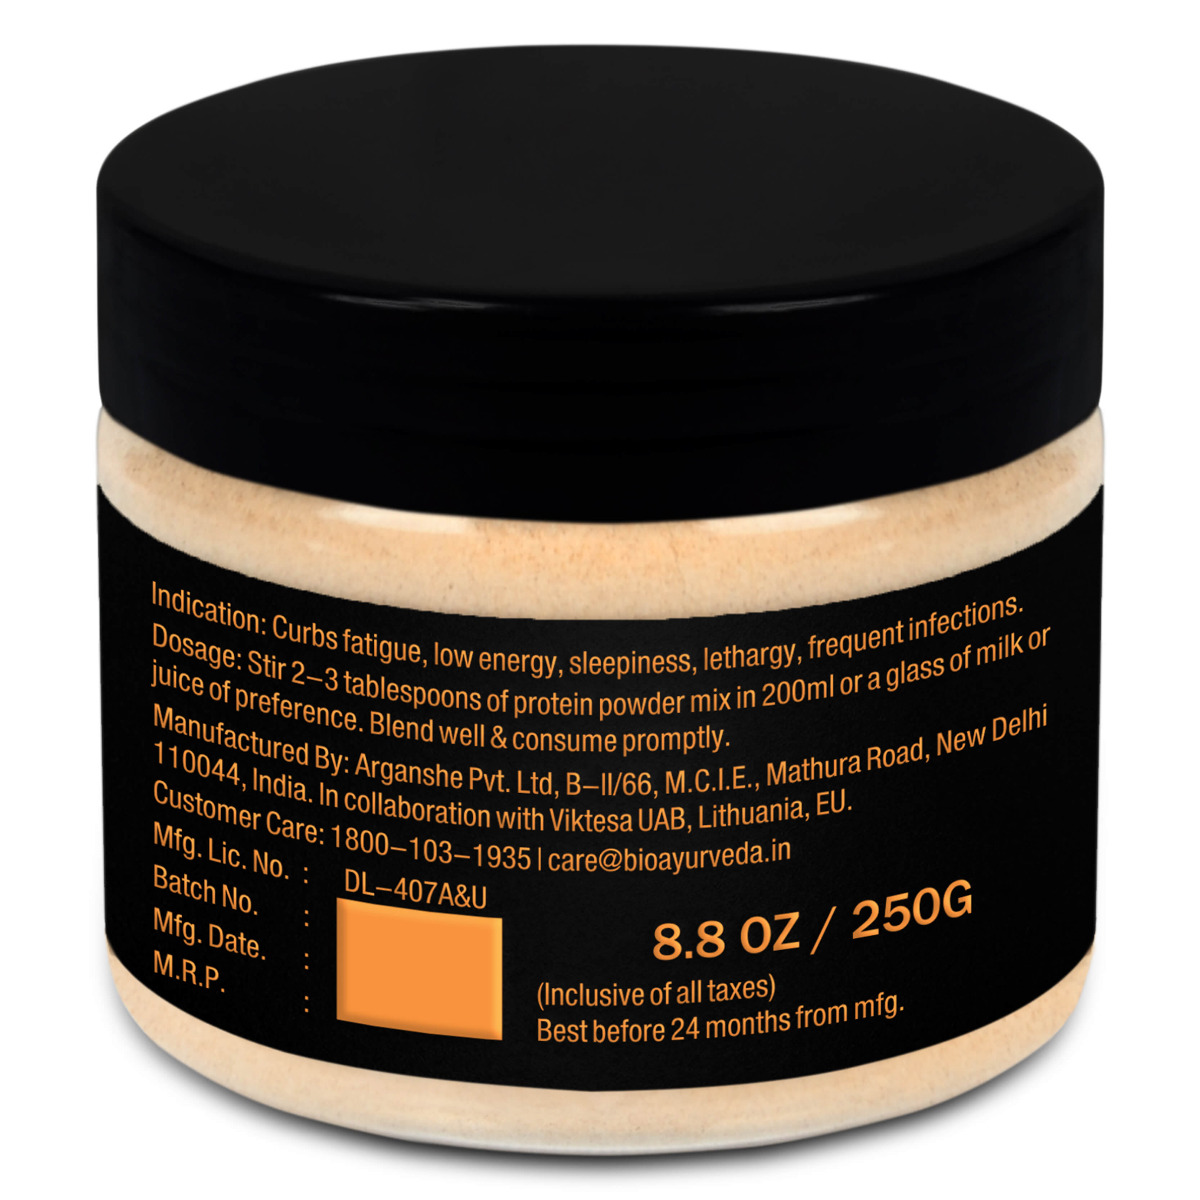 Indication: Curbs fatigue, low energy, sleepiness, lethargy, frequent infections.
Dosage: Stir 2–3 tablespoons of protein powder mix in 200ml or a glass of milk or
juice of preference. Blend well & consume promptly.
Manufactured By: Arganshe Pvt. Ltd, B–II/66, M.C.I.E., Mathura Road, New Delhi
110044, India. In collaboration with Viktesa UAB, Lithuania, EU.
Customer Care: 1800–103–1935 | care@bioayurveda.in
Mfg. Lic. No. : DL–407A&U
Batch No. :
Mfg. Date. :
M.R.P. :
8.8 OZ / 250G
(Inclusive of all taxes)
Best before 24 months from mfg.